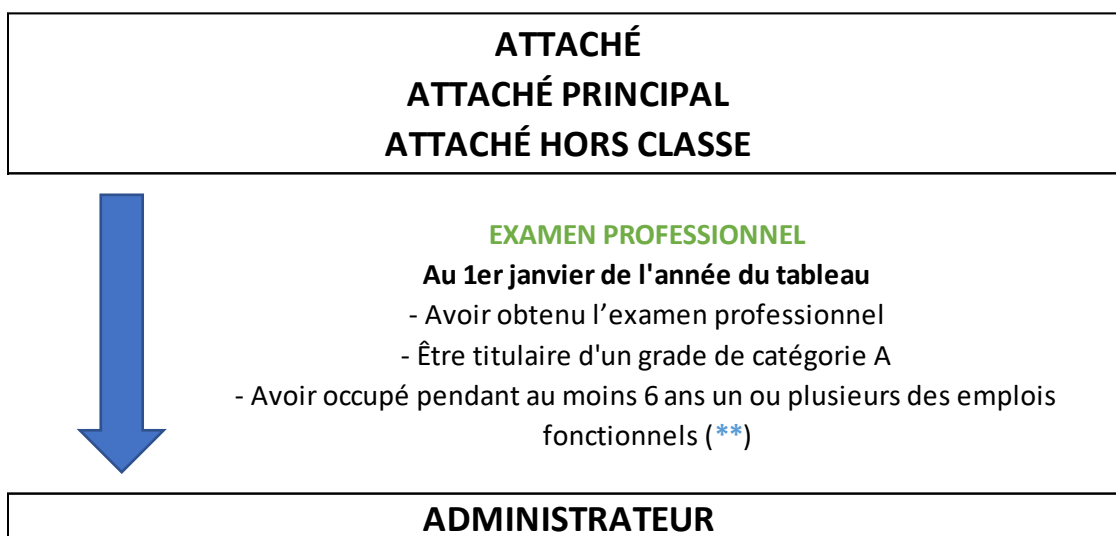 ATTACHÉ
ATTACHÉ PRINCIPAL
ATTACHÉ HORS CLASSE
EXAMEN PROFESSIONNEL
Au 1er janvier de l'année du tableau
- Avoir obtenu l’examen professionnel
- Être titulaire d'un grade de catégorie A
- Avoir occupé pendant au moins 6 ans un ou plusieurs des emplois
fonctionnels (**)
ADMINISTRATEUR